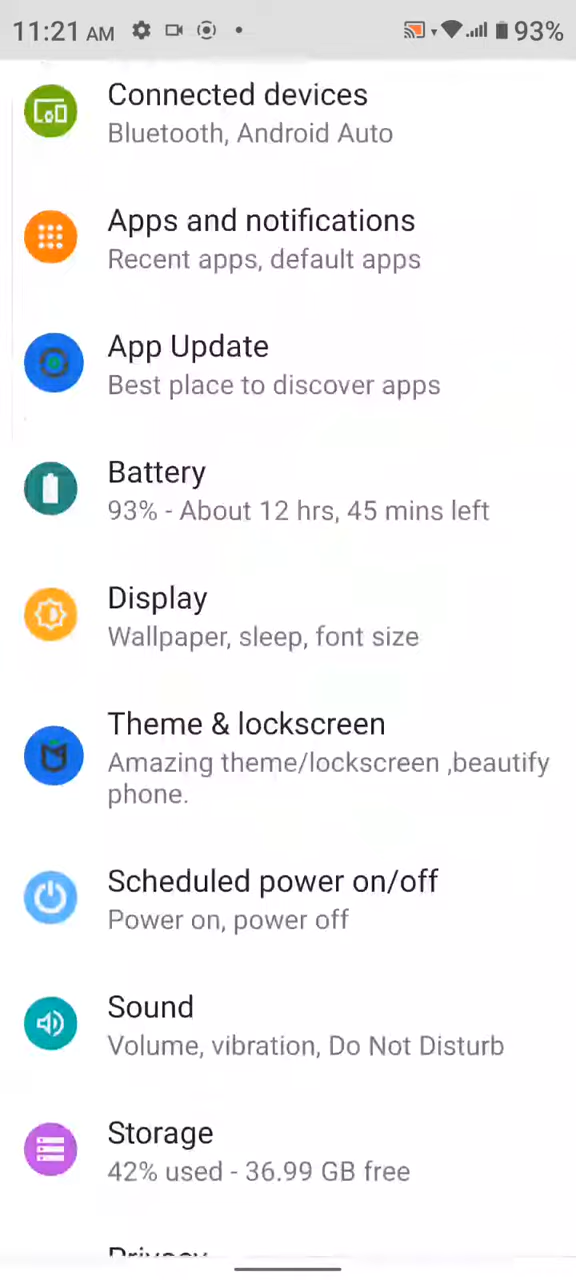 11:21 AM
93%
Connected devices
Bluetooth, Android Auto
Apps and notifications
Recent apps, default apps
App Update
Best place to discover apps
Battery
93% - About 12 hrs, 45 mins left
Display
Wallpaper, sleep, font size
Theme & lockscreen
Amazing theme/lockscreen ,beautify
phone.
Scheduled power on/off
Power on, power off
Sound
Volume, vibration, Do Not Disturb
Storage
42% used - 36.99 GB free
Privacy